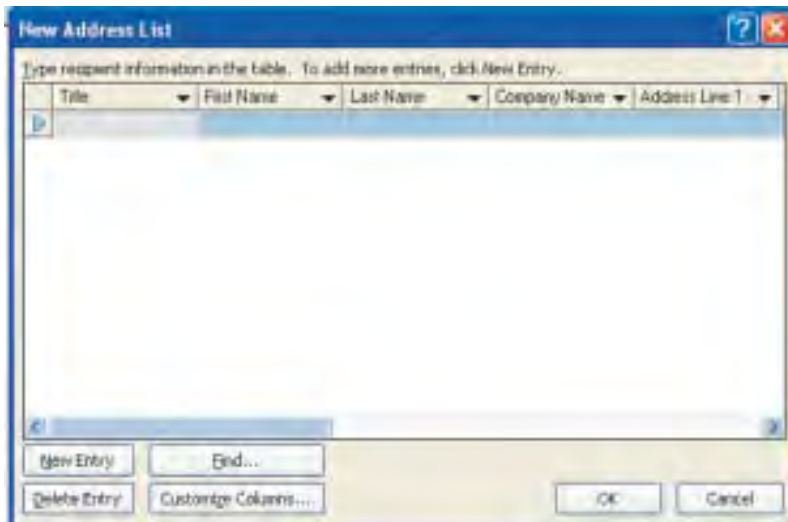 New Address List
Type recipient information in the table. To add more entries, click New Entry.
Title First Name Last Name Company Name Address Line 1
New Entry Find...
Delete Entry Customize Columns... OK Cancel